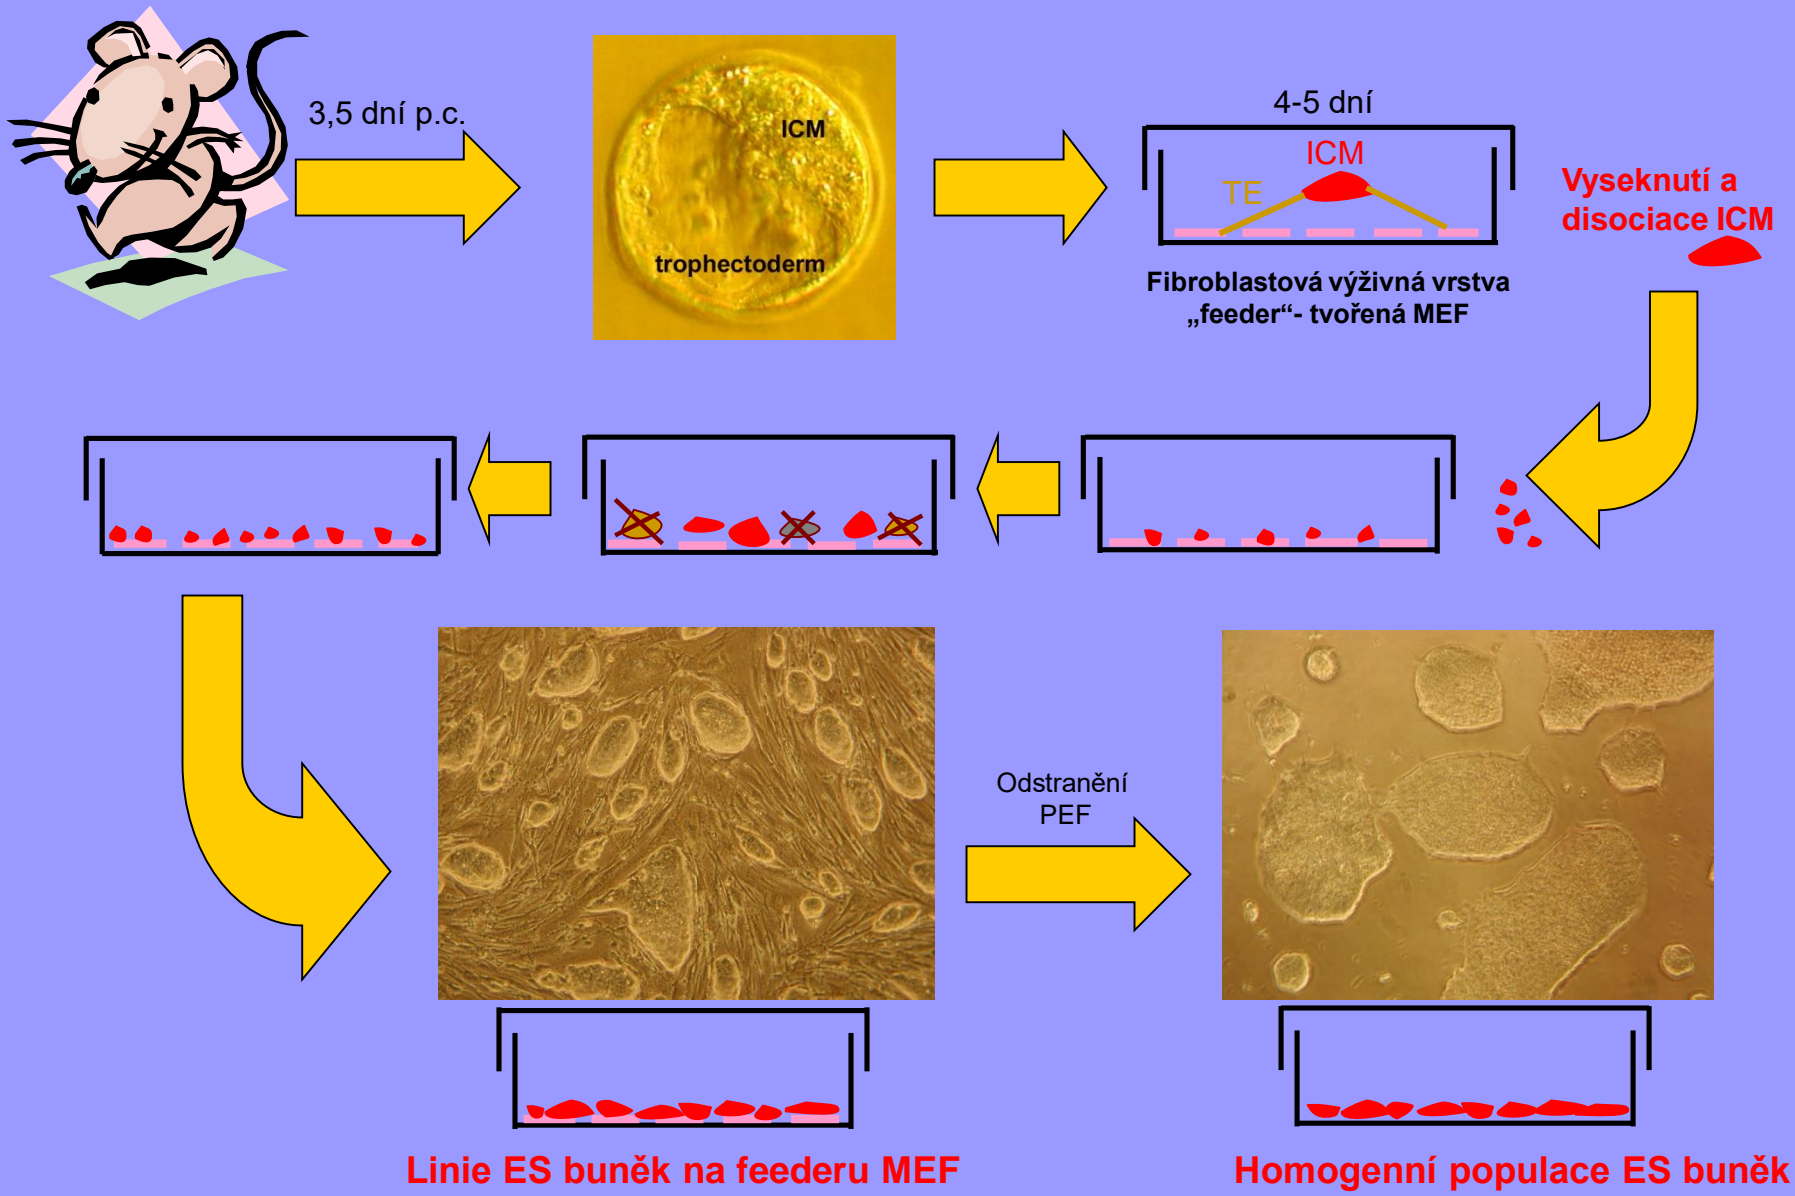 3,5 dní p.c.
ICM
trophectoderm
4-5 dní
ICM
TE
Fibroblastová výživná vrstva
„feeder“- tvořená MEF
Vyseknutí a
disociace ICM
Odstranění
PEF
Linie ES buněk na feederu MEF
Homogenní populace ES buněk